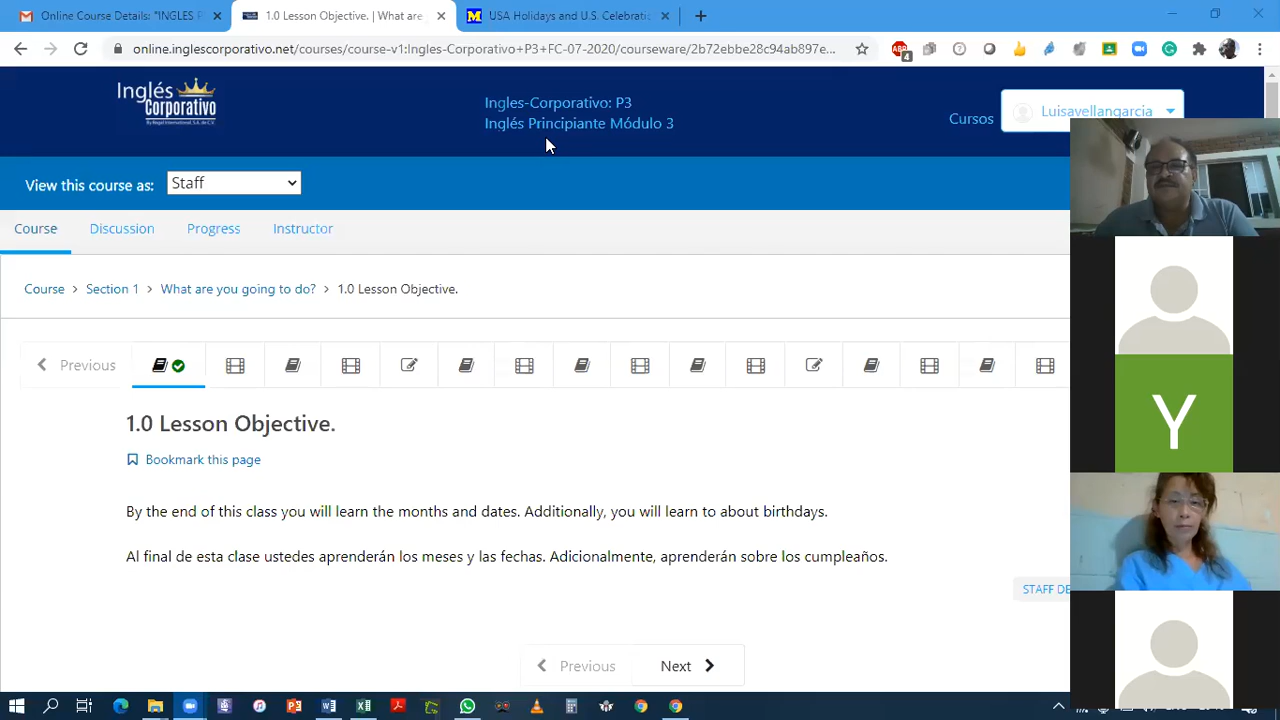 Online Course Details: "INGLES P
1.0 Lesson Objective. | What are
USA Holidays and U.S. Celebrati
online.inglescorporativo.net/courses/course-v1:Ingles-Corporativo+P3+FC-07-2020/courseware/2b72ebbe28c94ab897e...
ABP
4
Inglés
Corporativo
Ingles-Corporativo: P3
Inglés Principiante Módulo 3
Cursos
Luisavellangarcia
View this course as:
Staff
Course
Discussion
Progress
Instructor
Course > Section 1 > What are you going to do? > 1.0 Lesson Objective.
Previous
1.0 Lesson Objective.
Bookmark this page
By the end of this class you will learn the months and dates. Additionally, you will learn to about birthdays.
Al final de esta clase ustedes aprenderán los meses y las fechas. Adicionalmente, aprenderán sobre los cumpleaños.
STAFF DE
Previous
Next
Y